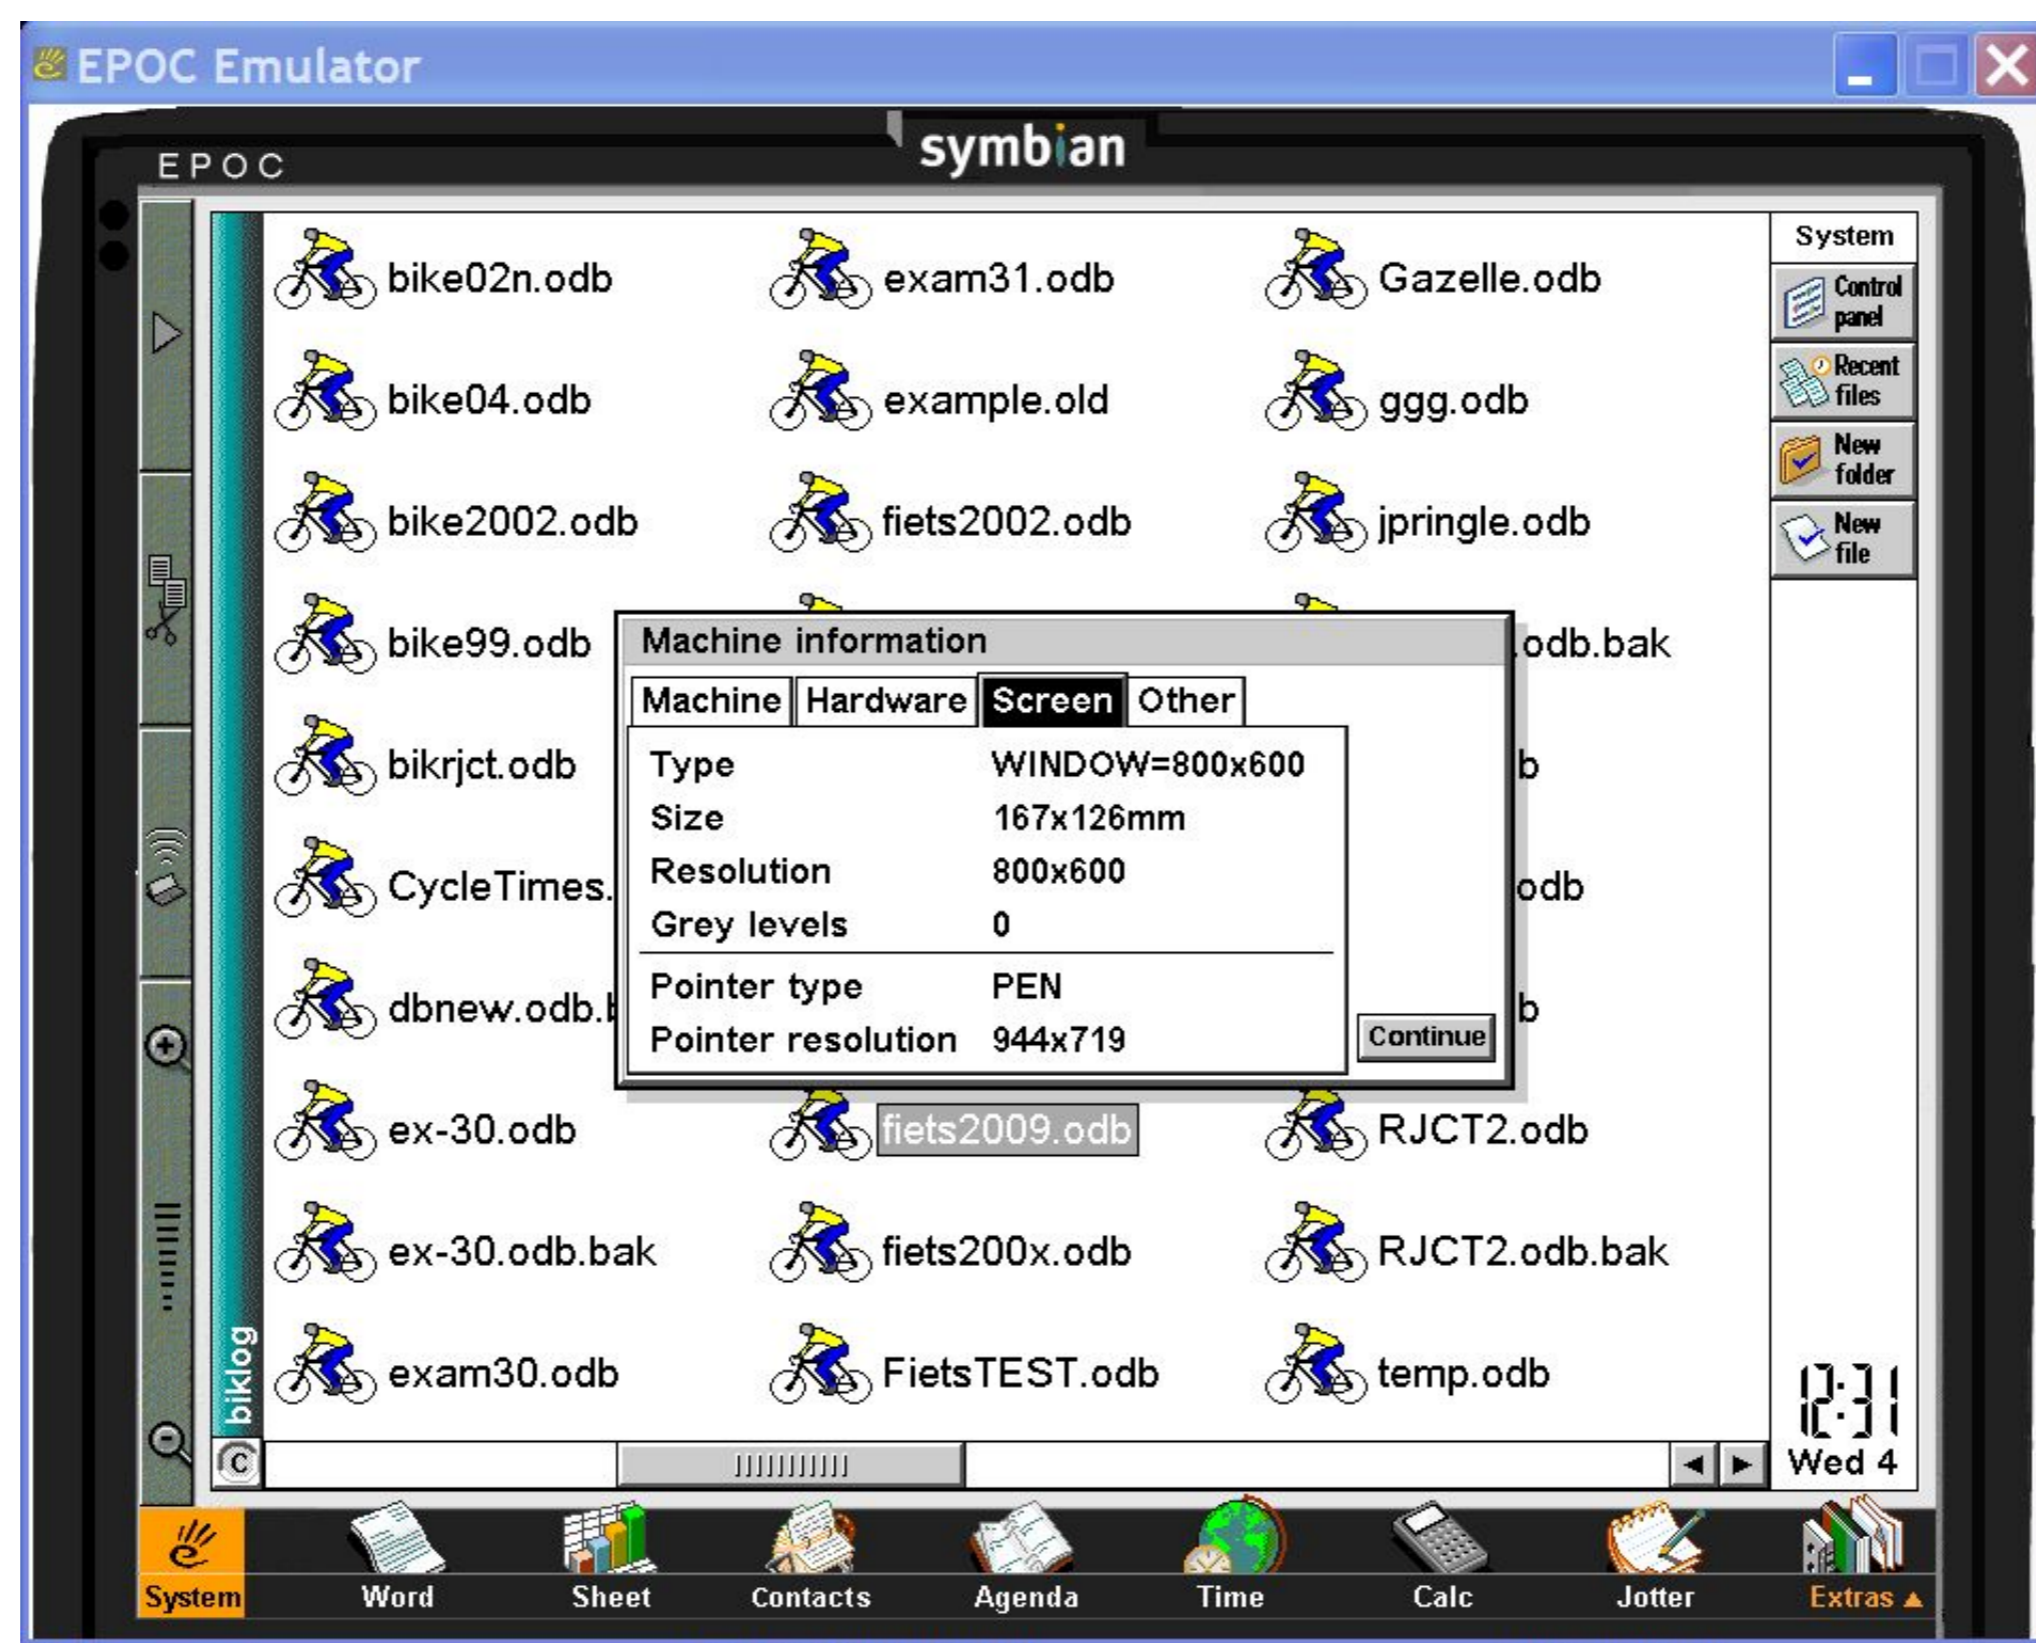 EPOC Emulator
symbian
EPOC
bike02n.odb
exam31.odb
Gazelle.odb
bike04.odb
example.old
ggg.odb
bike2002.odb
fiets2002.odb
jpringle.odb
bike99.odb
.odb.bak
bikrjct.odb
b
CycleTimes.
odb
dbnew.odb.b
b
ex-30.odb
fiets2009.odb
RJCT2.odb
ex-30.odb.bak
fiets200x.odb
RJCT2.odb.bak
exam30.odb
FietsTEST.odb
temp.odb
biklog
Machine information
Machine Hardware Screen Other
Type WINDOW=800x600
Size 167x126mm
Resolution 800x600
Grey levels 0
Pointer type PEN
Pointer resolution 944x719
Continue
System
Control
panel
Recent
files
New
folder
New
file
12:31
Wed 4
C
System Word Sheet Contacts Agenda Time Calc Jotter Extras